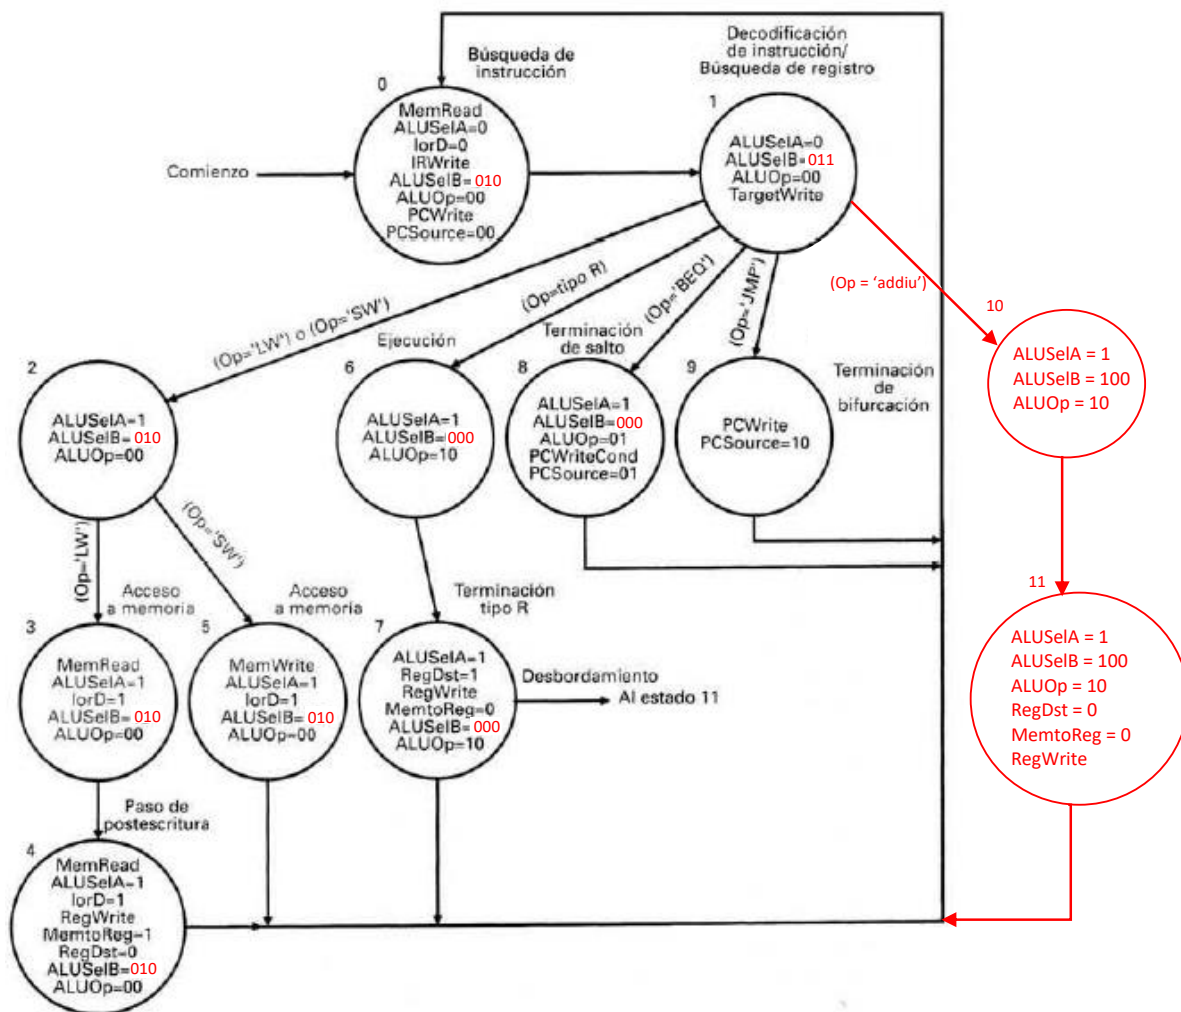 Búsqueda de
instrucción
Decodificación
de instrucción/
Búsqueda de registro
0
MemRead
ALUSelA=0
IorD=0
IRWrite
ALUSelB=010
ALUOp=00
PCWrite
PCSource=00
1
ALUSelA=0
ALUSelB=011
ALUOp=00
TargetWrite
Comienzo
(Op='LW') o (Op='SW')
(Op=tipo R)
(Op='BEQ')
(Op='JMP')
(Op = 'addiu')
2
ALUSelA=1
ALUSelB=010
ALUOp=00
Ejecución
6
ALUSelA=1
ALUSelB=000
ALUOp=10
Terminación
de salto
8
ALUSelA=1
ALUSelB=000
ALUOp=01
PCWriteCond
PCSource=01
9
PCWrite
PCSource=10
Terminación
de
bifurcación
10
ALUSelA = 1
ALUSelB = 100
ALUOp = 10
(Op='LW')
(Op='SW')
Acceso
a memoria
3
MemRead
ALUSelA=1
IorD=1
ALUSelB=010
ALUOp=00
Acceso
a memoria
5
MemWrite
ALUSelA=1
IorD=1
ALUSelB=010
ALUOp=00
Terminación
tipo R
7
ALUSelA=1
RegDst=1
RegWrite
MemtoReg=0
ALUSelB=000
ALUOp=10
Desbordamiento
Al estado 11
11
ALUSelA = 1
ALUSelB = 100
ALUOp = 10
RegDst = 0
MemtoReg = 0
RegWrite
Paso de
postescritura
4
MemRead
ALUSelA=1
IorD=1
RegWrite
MemtoReg=1
RegDst=0
ALUSelB=010
ALUOp=00